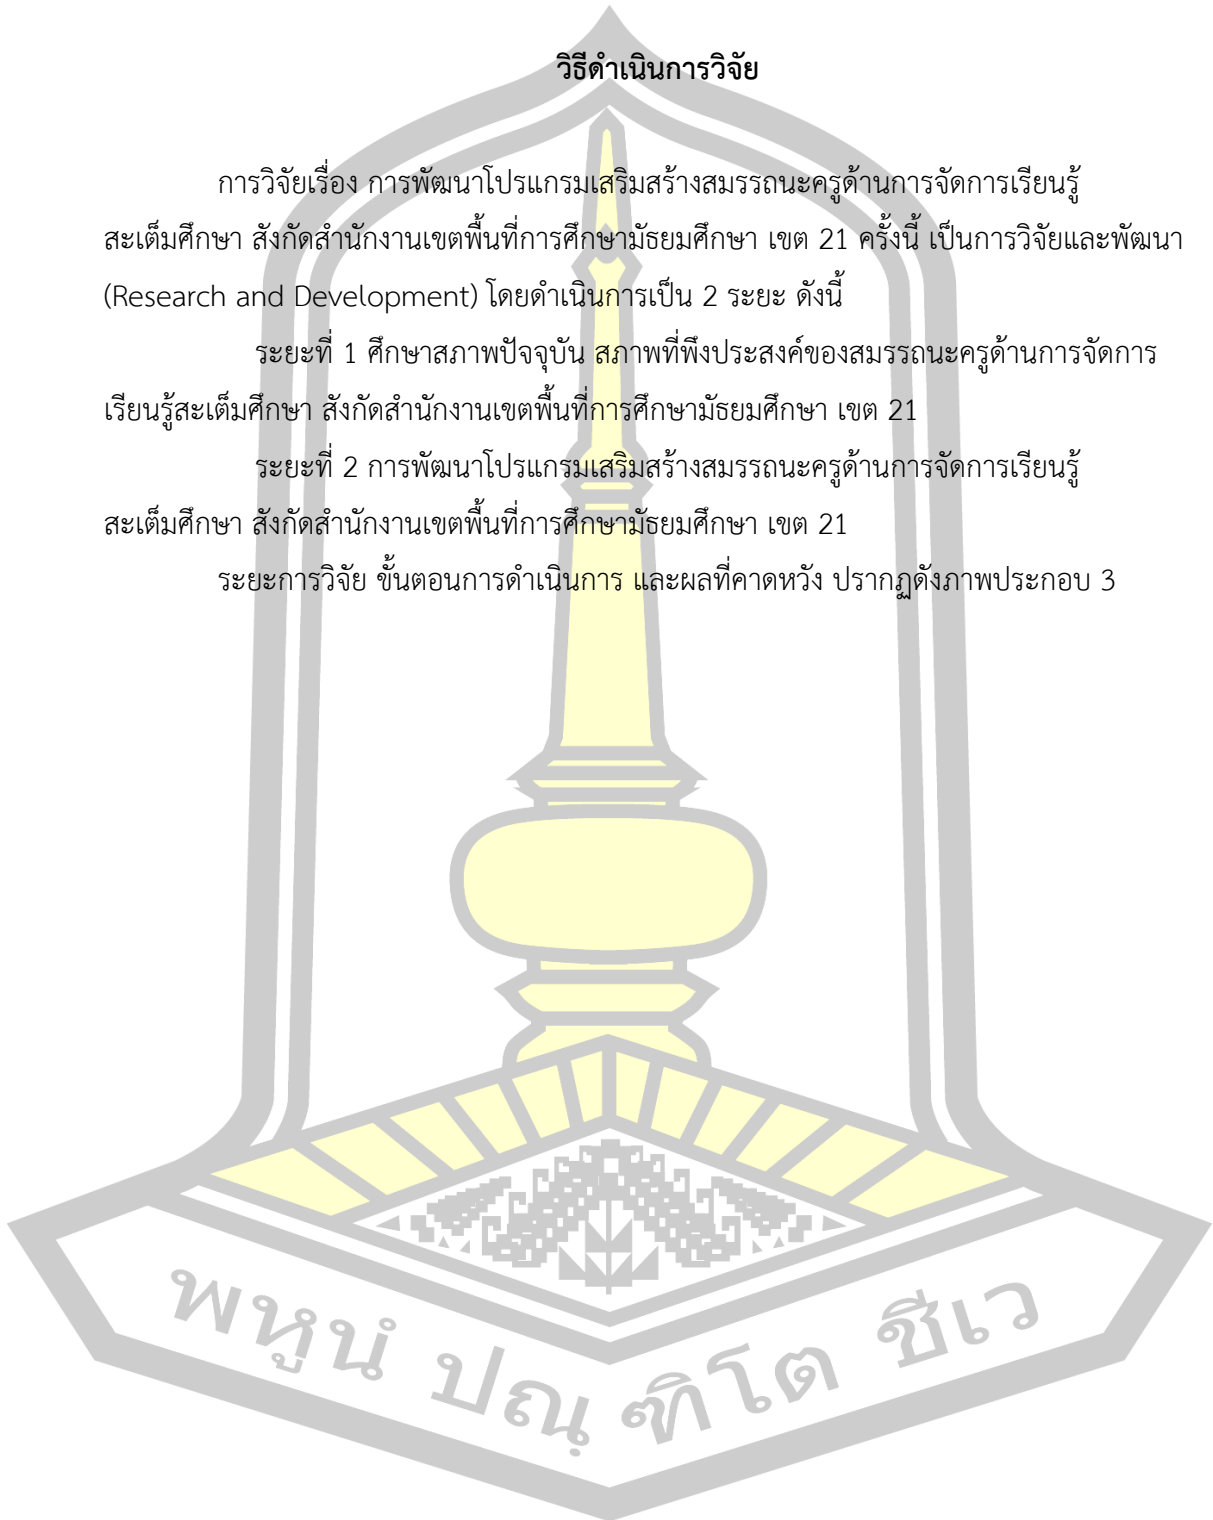 วิธีดำเนินการวิจัย
การวิจัยเรื่อง การพัฒนาโปรแกรมเสริมสร้างสมรรถนะครูด้านการจัดการเรียนรู้
สะเต็มศึกษา สังกัดสำนักงานเขตพื้นที่การศึกษามัธยมศึกษา เขต 21 ครั้งนี้ เป็นการวิจัยและพัฒนา
(Research and Development) โดยดำเนินการเป็น 2 ระยะ ดังนี้
ระยะที่ 1 ศึกษาสภาพปัจจุบัน สภาพที่พึงประสงค์ของสมรรถนะครูด้านการจัดการ
เรียนรู้สะเต็มศึกษา สังกัดสำนักงานเขตพื้นที่การศึกษามัธยมศึกษา เขต 21
ระยะที่ 2 การพัฒนาโปรแกรมเสริมสร้างสมรรถนะครูด้านการจัดการเรียนรู้
สะเต็มศึกษา สังกัดสำนักงานเขตพื้นที่การศึกษามัธยมศึกษา เขต 21
ระยะการวิจัย ขั้นตอนการดำเนินการ และผลที่คาดหวัง ปรากฏดังภาพประกอบ 3
พหูนํ ปณฺ ฑิโต ชีเว